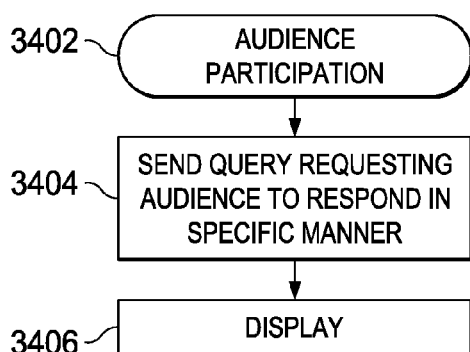 3402
AUDIENCE
PARTICIPATION
3404
SEND QUERY REQUESTING
AUDIENCE TO RESPOND IN
SPECIFIC MANNER
3406
DISPLAY